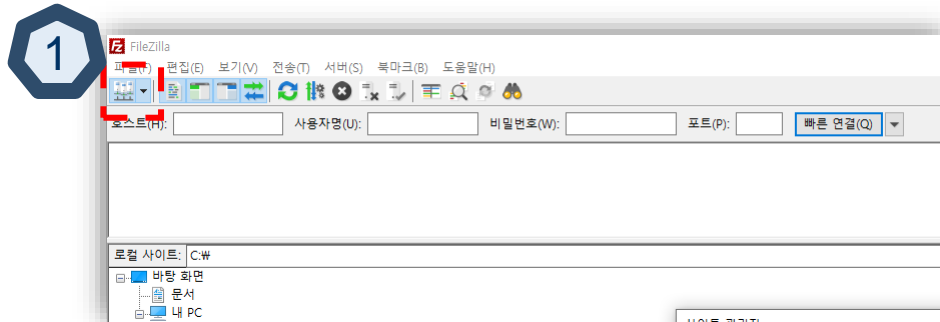 1
FileZilla
파일(F) 편집(E) 보기(V) 전송(T) 서버(S) 북마크(B) 도움말(H)
호스트(H): 사용자명(U): 비밀번호(W): 포트(P): 빠른 연결(Q)
로컬 사이트: C:₩
바탕 화면
문서
내 PC